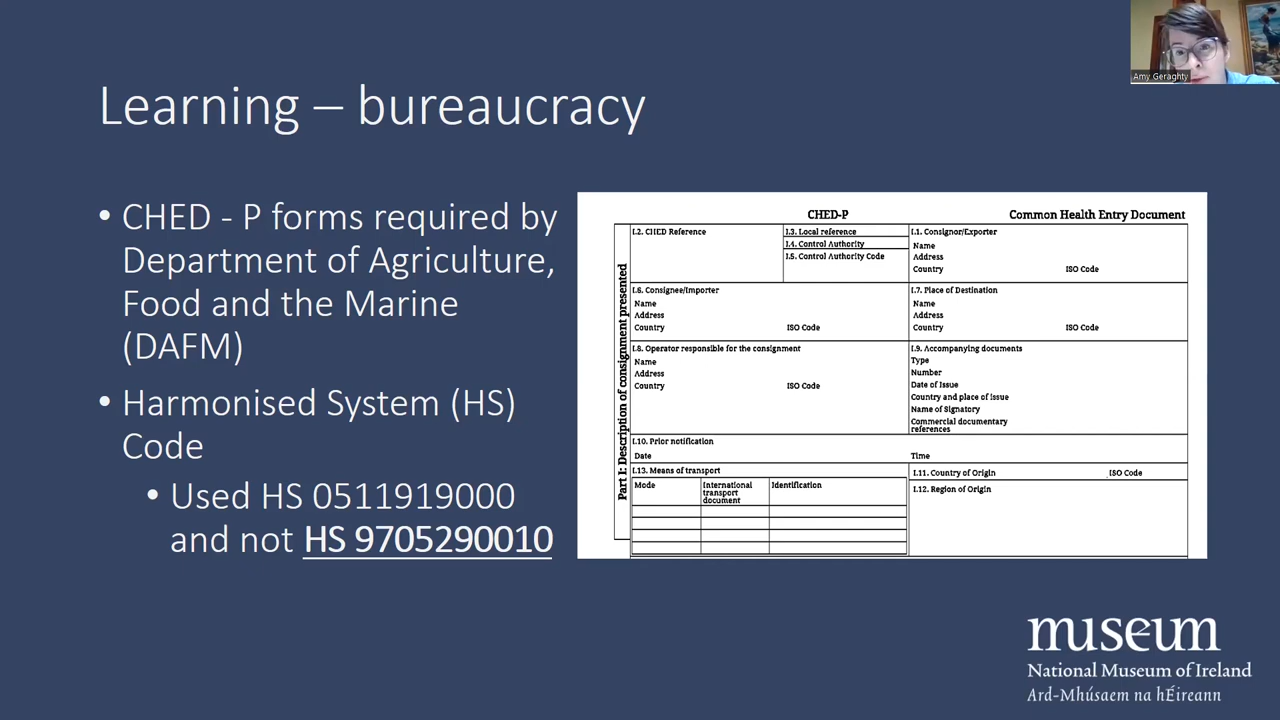 Amy Geraghty
Learning – bureaucracy
• CHED - P forms required by
Department of Agriculture,
Food and the Marine
(DAFM)
• Harmonised System (HS)
Code
• Used HS 0511919000
and not HS 9705290010
CHED-P
Common Health Entry Document
Part I: Description of consignment presented
I.2. CHED Reference
I.3. Local reference
I.4. Control Authority
I.5. Control Authority Code
I.1. Consignor/Exporter
Name
Address
Country ISO Code
I.6. Consignee/Importer
Name
Address
Country ISO Code
I.7. Place of Destination
Name
Address
Country ISO Code
I.8. Operator responsible for the consignment
Name
Address
Country ISO Code
I.9. Accompanying documents
Type
Number
Date of Issue
Country and place of issue
Name of Signatory
Commercial documentary
references
I.10. Prior notification
Date Time
I.13. Means of transport
Mode
International
transport
document
Identification
I.11. Country of Origin ISO Code
I.12. Region of Origin
museum
National Museum of Ireland
Ard-Mhúsaem na hÉireann